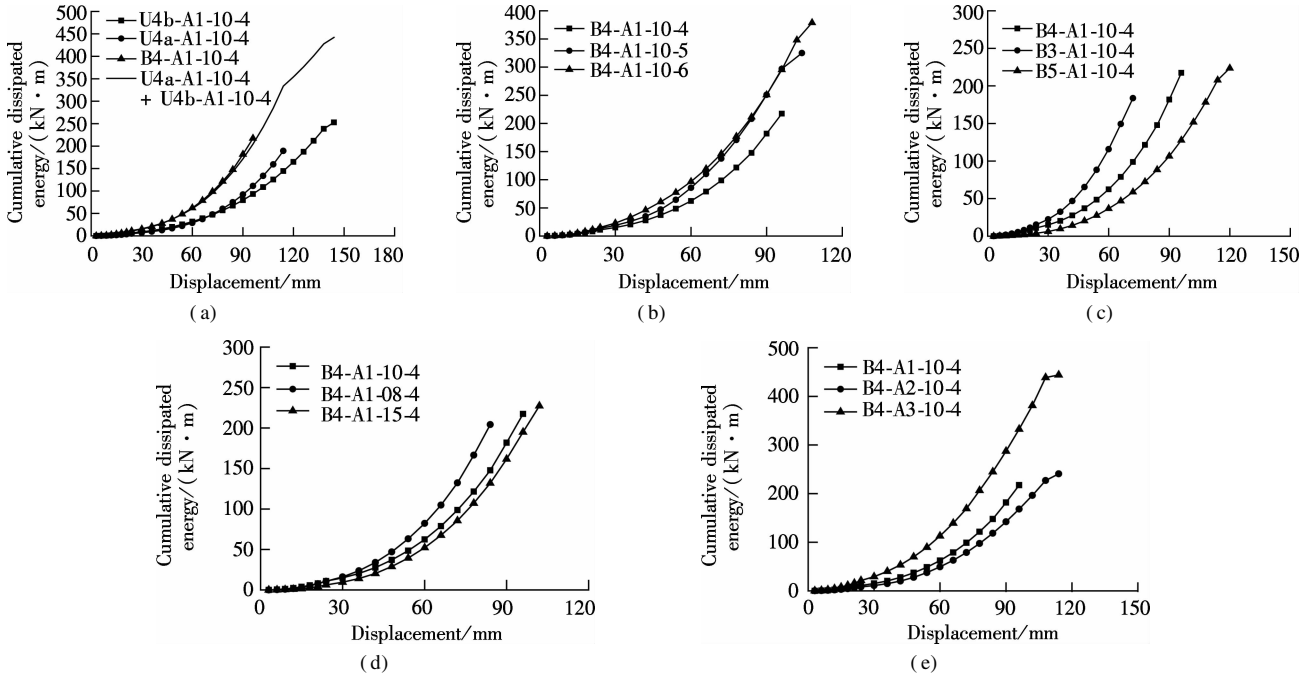 Cumulative dissipated
energy/(kN·m)
500
450
400
350
300
250
200
150
100
50
0
U4b-A1-10-4
U4a-A1-10-4
B4-A1-10-4
U4a-A1-10-4
+ U4b-A1-10-4
0 30 60 90 120 150 180
Displacement/mm
(a)
Cumulative dissipated
energy/(kN·m)
400
350
300
250
200
150
100
50
0
B4-A1-10-4
B4-A1-10-5
B4-A1-10-6
0 30 60 90 120
Displacement/mm
(b)
Cumulative dissipated
energy/(kN·m)
300
250
200
150
100
50
0
B4-A1-10-4
B3-A1-10-4
B5-A1-10-4
0 30 60 90 120 150
Displacement/mm
(c)
Cumulative dissipated
energy/(kN·m)
300
250
200
150
100
50
0
B4-A1-10-4
B4-A1-08-4
B4-A1-15-4
0 30 60 90 120
Displacement/mm
(d)
Cumulative dissipated
energy/(kN·m)
500
400
300
200
100
0
B4-A1-10-4
B4-A2-10-4
B4-A3-10-4
0 30 60 90 120 150
Displacement/mm
(e)